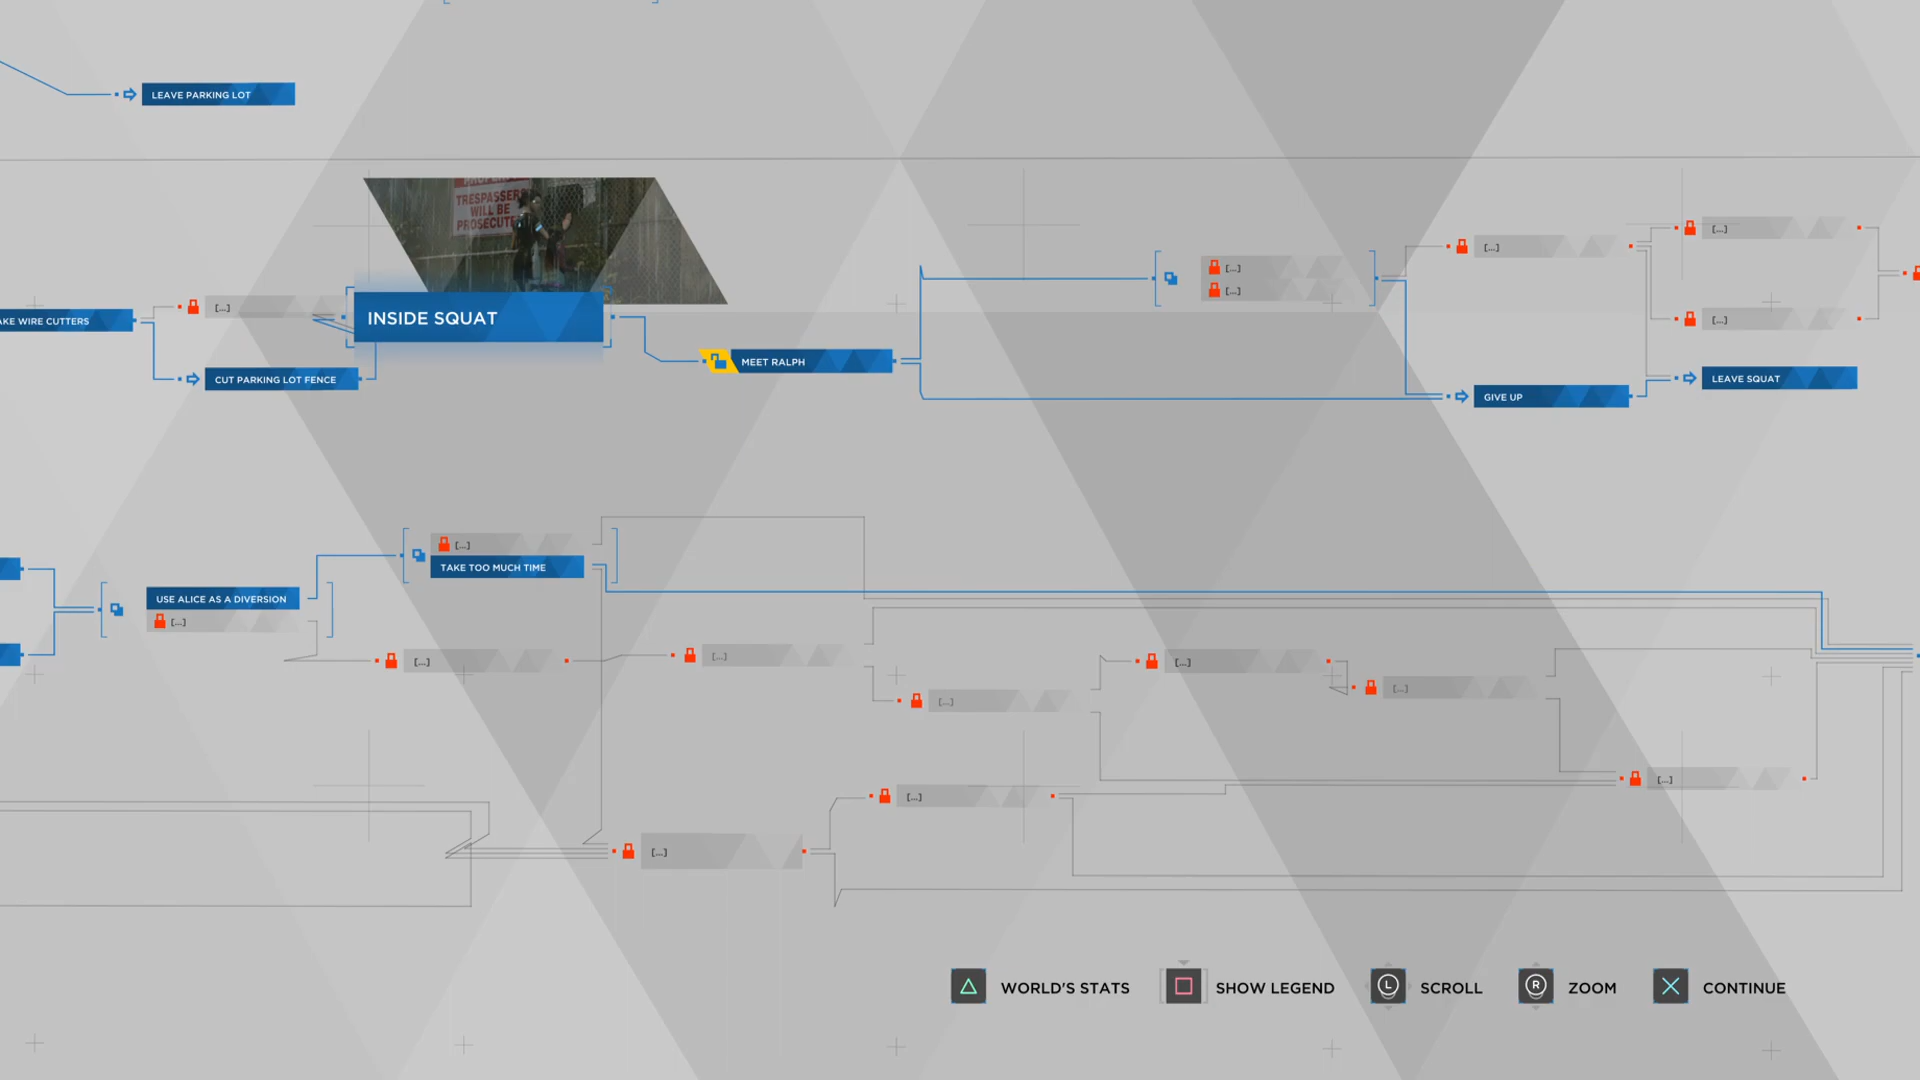 LEAVE PARKING LOT
TRESPASSERS
WILL BE
PROSECUTE
[...]
[...]
[...]
[...]
[...]
[...]
AKE WIRE CUTTERS
INSIDE SQUAT
MEET RALPH
CUT PARKING LOT FENCE
LEAVE SQUAT
GIVE UP
[...]
TAKE TOO MUCH TIME
USE ALICE AS A DIVERSION
[...]
[...]
[...]
[...]
[...]
[...]
[...]
[...]
[...]
WORLD'S STATS
SHOW LEGEND
L
SCROLL
R
ZOOM
CONTINUE